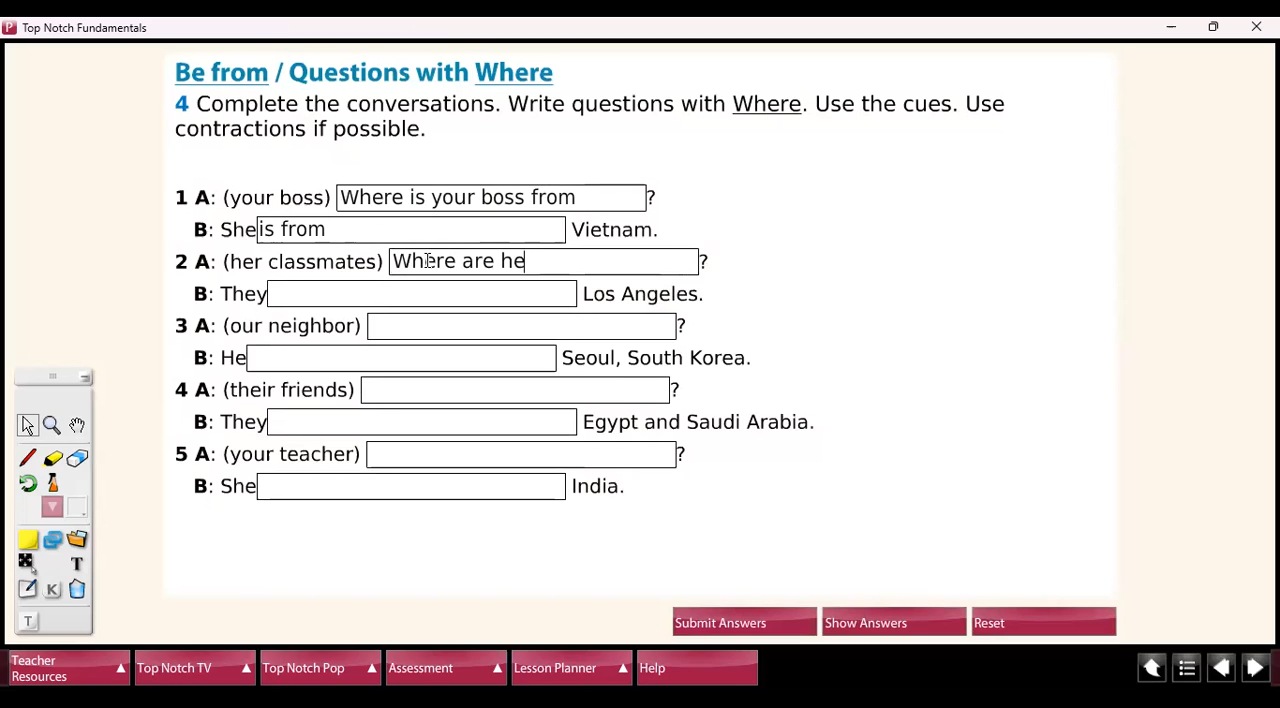 Top Notch Fundamentals
Be from / Questions with Where
4 Complete the conversations. Write questions with Where. Use the cues. Use
contractions if possible.
1 A: (your boss) Where is your boss from ?
B: She is from Vietnam.
2 A: (her classmates) Where are he ?
B: They Los Angeles.
3 A: (our neighbor) ?
B: He Seoul, South Korea.
4 A: (their friends) ?
B: They Egypt and Saudi Arabia.
5 A: (your teacher) ?
B: She India.
T
K
T
Submit Answers Show Answers Reset
Teacher Resources Top Notch TV Top Notch Pop Assessment Lesson Planner Help